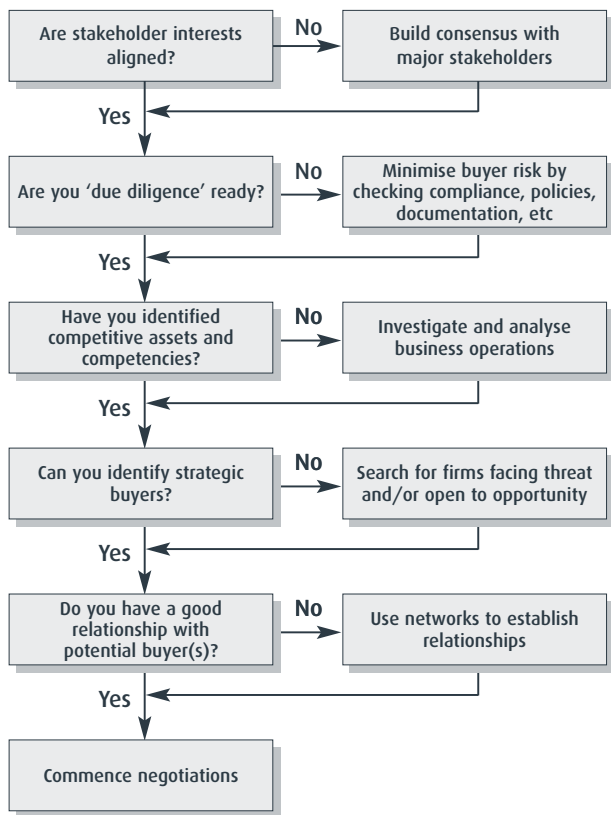 Are stakeholder interests
aligned?
No
Build consensus with
major stakeholders
Yes
Are you ‘due diligence’ ready?
No
Minimise buyer risk by
checking compliance, policies,
documentation, etc
Yes
Have you identified
competitive assets and
competencies?
No
Investigate and analyse
business operations
Yes
Can you identify strategic
buyers?
No
Search for firms facing threat
and/or open to opportunity
Yes
Do you have a good
relationship with
potential buyer(s)?
No
Use networks to establish
relationships
Yes
Commence negotiations